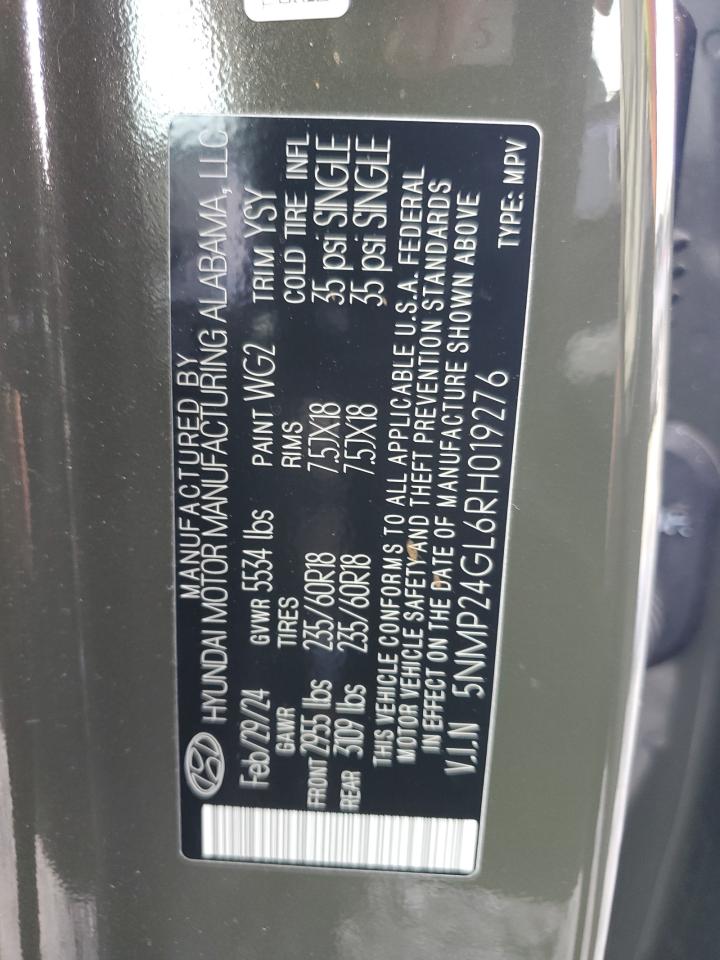 MANUFACTURED BY
HYUNDAI MOTOR MANUFACTURING ALABAMA, LLC
Feb/29/24 GVWR 5534 lbs PAINT WG2 TRIM YSY
GAWR TIRES RIMS COLD TIRE INFL
FRONT 2955 lbs 235/60R18 7.5JX18 35 psi SINGLE
REAR 3109 lbs 235/60R18 7.5JX18 35 psi SINGLE
THIS VEHICLE CONFORMS TO ALL APPLICABLE U.S.A. FEDERAL
MOTOR VEHICLE SAFETY AND THEFT PREVENTION STANDARDS
IN EFFECT ON THE DATE OF MANUFACTURE SHOWN ABOVE
V.I.N 5NMP24GL6RH019276
TYPE: MPV